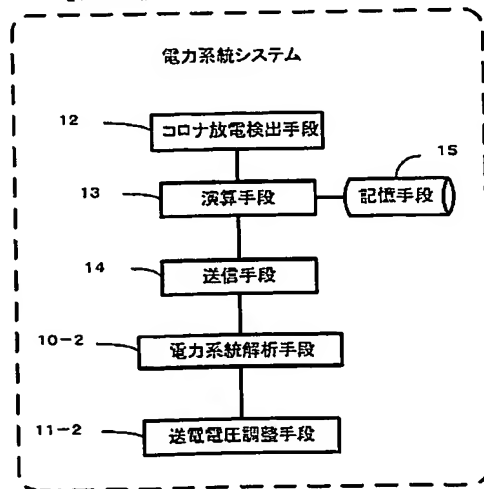 電力系統システム
12
コロナ放電検出手段
15
13
演算手段
記憶手段
14
送信手段
10-2
電力系統解析手段
11-2
送電電圧調整手段